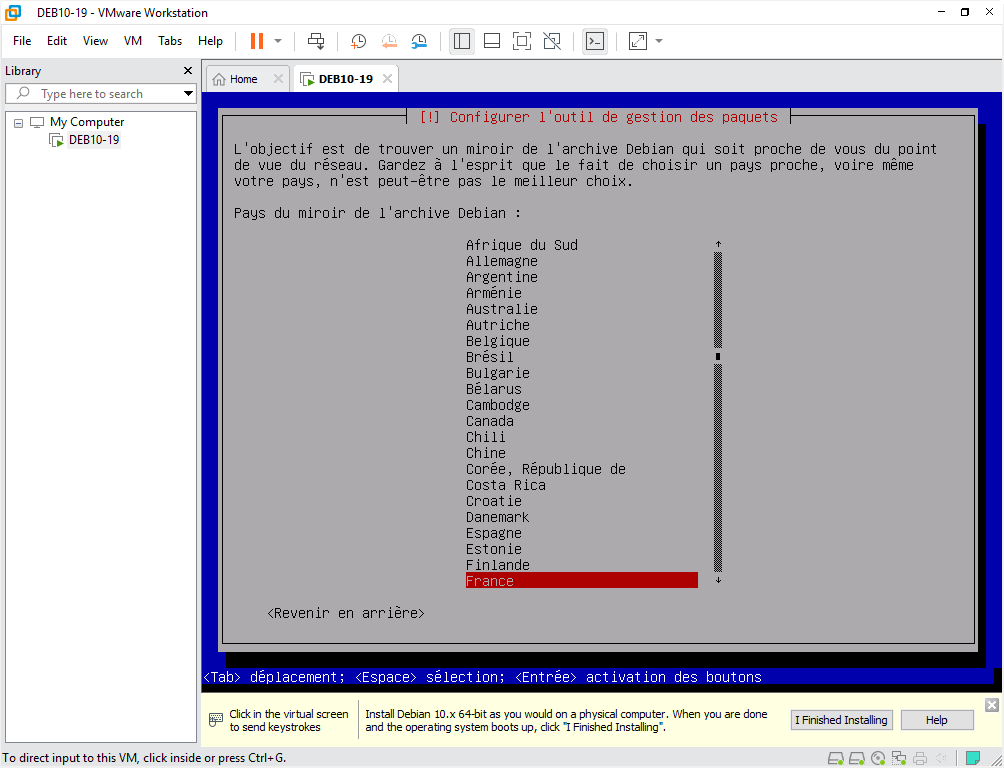 DEB10-19 - VMware Workstation
File Edit View VM Tabs Help
Library
Type here to search
My Computer
DEB10-19
Home
DEB10-19
[!] Configurer l'outil de gestion des paquets
L'objectif est de trouver un miroir de l'archive Debian qui soit proche de vous du point
de vue du réseau. Gardez à l'esprit que le fait de choisir un pays proche, voire même
votre pays, n'est peut-être pas le meilleur choix.
Pays du miroir de l'archive Debian :
Afrique du Sud
Allemagne
Argentine
Arménie
Australie
Autriche
Belgique
Brésil
Bulgarie
Bélarus
Cambodge
Canada
Chili
Chine
Corée, République de
Costa Rica
Croatie
Danemark
Espagne
Estonie
Finlande
France
<Revenir en arrière>
<Tab> déplacement; <Espace> sélection; <Entrée> activation des boutons
Click in the virtual screen
to send keystrokes
Install Debian 10.x 64-bit as you would on a physical computer. When you are done
and the operating system boots up, click "I Finished Installing".
I Finished Installing
Help
To direct input to this VM, click inside or press Ctrl+G.